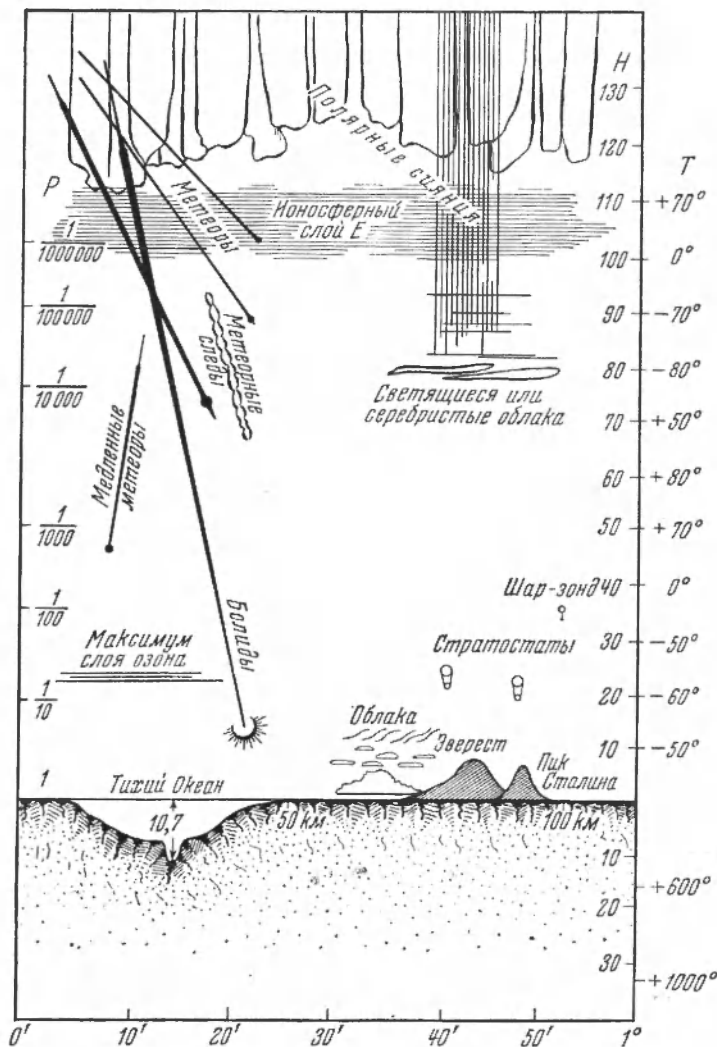 H
130
120
T
110
+70°
100
0°
90
−70°
80
−80°
70
+50°
60
+80°
50
+70°
40
0°
30
−50°
20
−60°
10
−50°
10
+600°
20
30
+1000°
P
1
1000000
1
100000
1
10000
1
1000
1
100
1
10
1
Полярные сияния
Метеоры
Ионосферный
слой Е
Метеорные
следы
Светящиеся или
серебристые облака
Медленные
метеоры
Болиды
Шар-зонд
Максимум
слоя озона
Стратостаты
Облака
Эверест
Пик
Сталина
Тихий Океан
10,7
50 км
100 км
0'
10'
20'
30'
40'
50'
1°